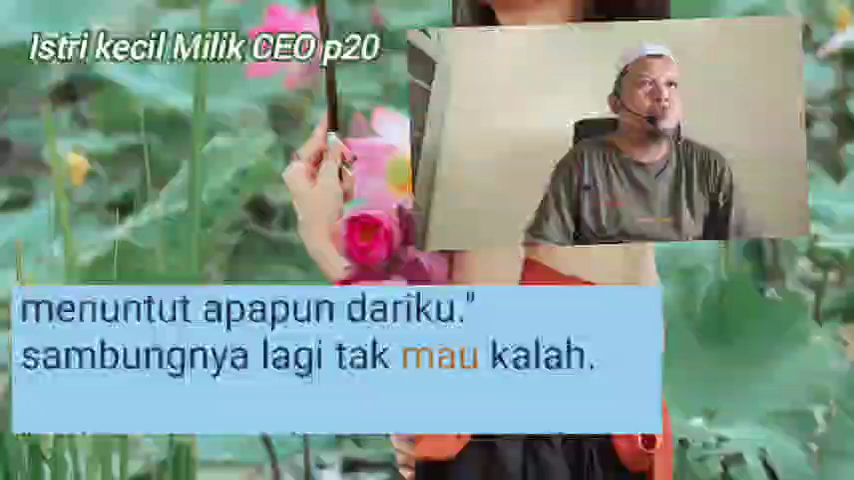 Istri kecil Milik CEO p20
menuntut apapun dariku."
sambungnya lagi tak mau kalah.